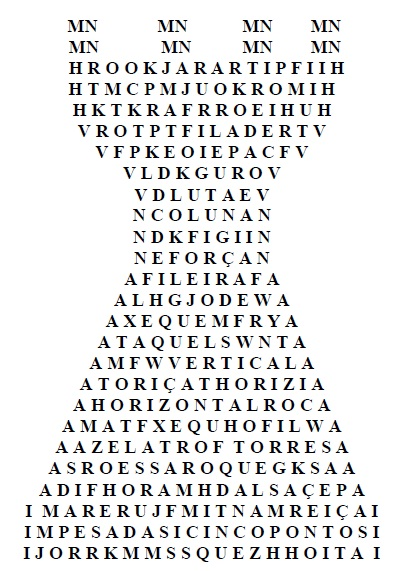 MN MN MN MN
MN MN MN MN
H R O O K J A R A R T I P F I I H
H T M C P M J U O K R O M I H
H K T K R A F R R O E I H U H
V R O T P T F I L A D E R T V
V F P K E O I E P A C F V
V L D K G U R O V
V D L U T A E V
N C O L U N A N
N D K F I G I I N
N E F O R Ç A N
A F I L E I R A F A
A L H G J O D E W A
A X E Q U E M F R Y A
A T A Q U E L S W N T A
A M F W V E R T I C A L A
A T O R I Ç A T H O R I Z I A
A H O R I Z O N T A L R O C A
A M A T F X E Q U H O F I L W A
A A Z E L A T R O F T O R R E S A
A S R O E S S A R O Q U E G K S A A
A D I F H O R A M H D A L S A Ç E P A
I M A R E R U J F M I T N A M R E I Ç A I
I M P E S A D A S I C I N C O P O N T O S I
I J O R R K M M S S Q U E Z H H O I T A I